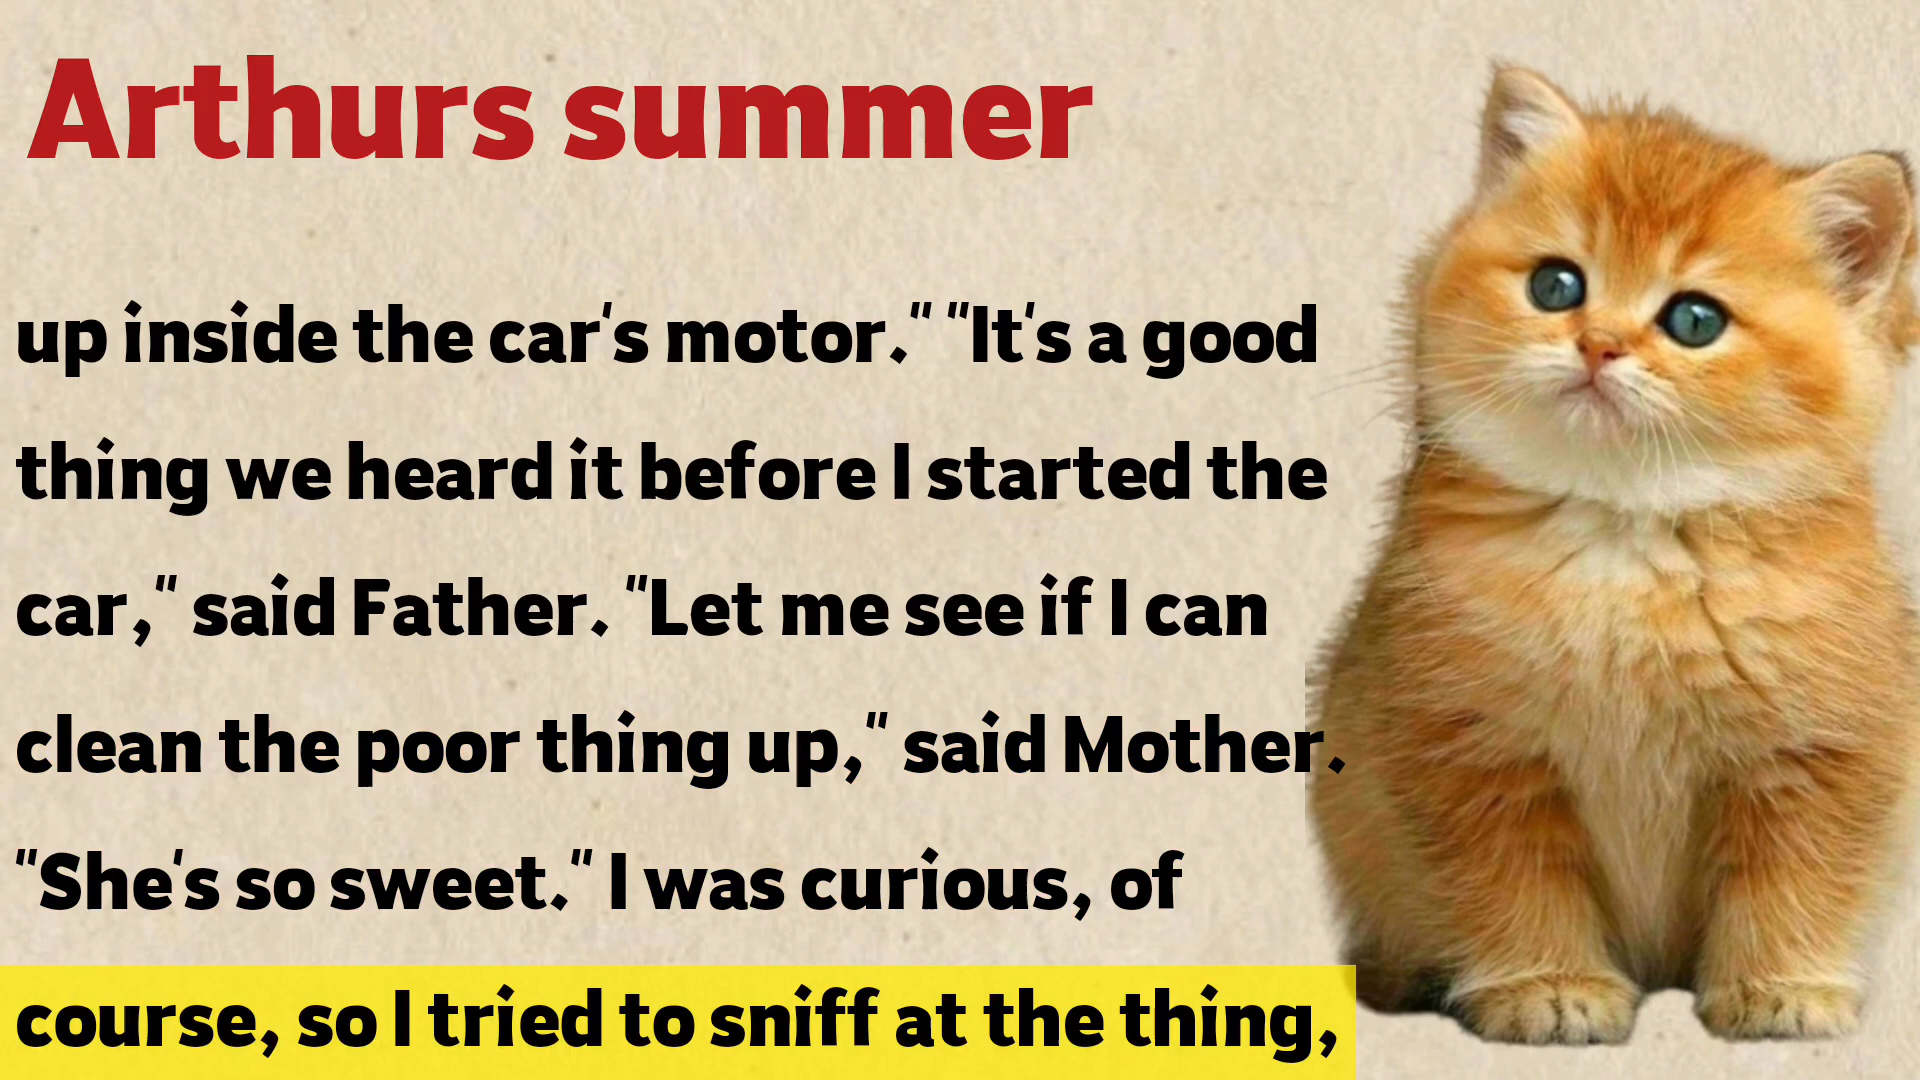 Arthurs summer
up inside the car's motor." "It's a good
thing we heard it before I started the
car," said Father. "Let me see if I can
clean the poor thing up," said Mother.
"She's so sweet." I was curious, of
course, so I tried to sniff at the thing,